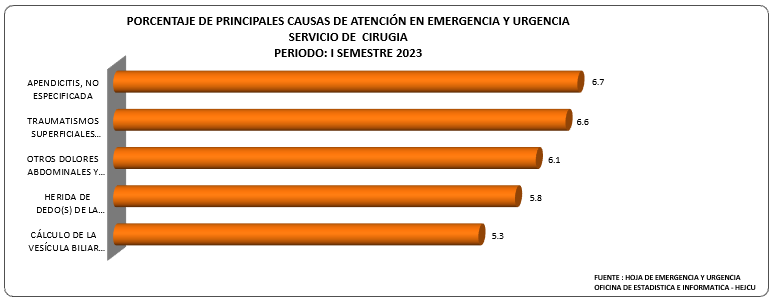 PORCENTAJE DE PRINCIPALES CAUSAS DE ATENCIÓN EN EMERGENCIA Y URGENCIA
SERVICIO DE CIRUGIA
PERIODO: I SEMESTRE 2023
APENDICITIS, NO
ESPECIFICADA
6.7
TRAUMATISMOS
SUPERFICIALES...
6.6
OTROS DOLORES
ABDOMINALES Y...
6.1
HERIDA DE
DEDO(S) DE LA...
5.8
CÁLCULO DE LA
VESÍCULA BILIAR...
5.3
FUENTE : HOJA DE EMERGENCIA Y URGENCIA
OFICINA DE ESTADISTICA E INFORMATICA - HEJCU